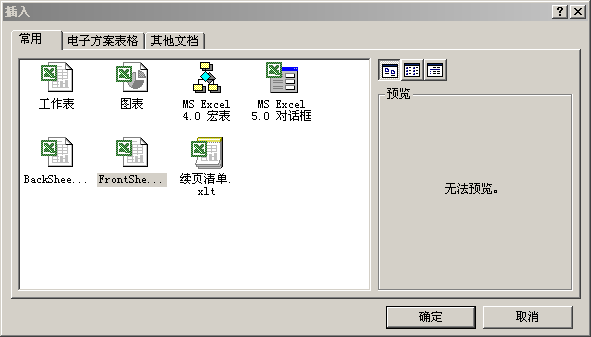 插入
常用
电子方案表格
其他文档
工作表
图表
MS Excel
4.0 宏表
MS Excel
5.0 对话框
BackShee...
FrontShe...
续页清单.
xlt
预览
无法预览。
确定
取消